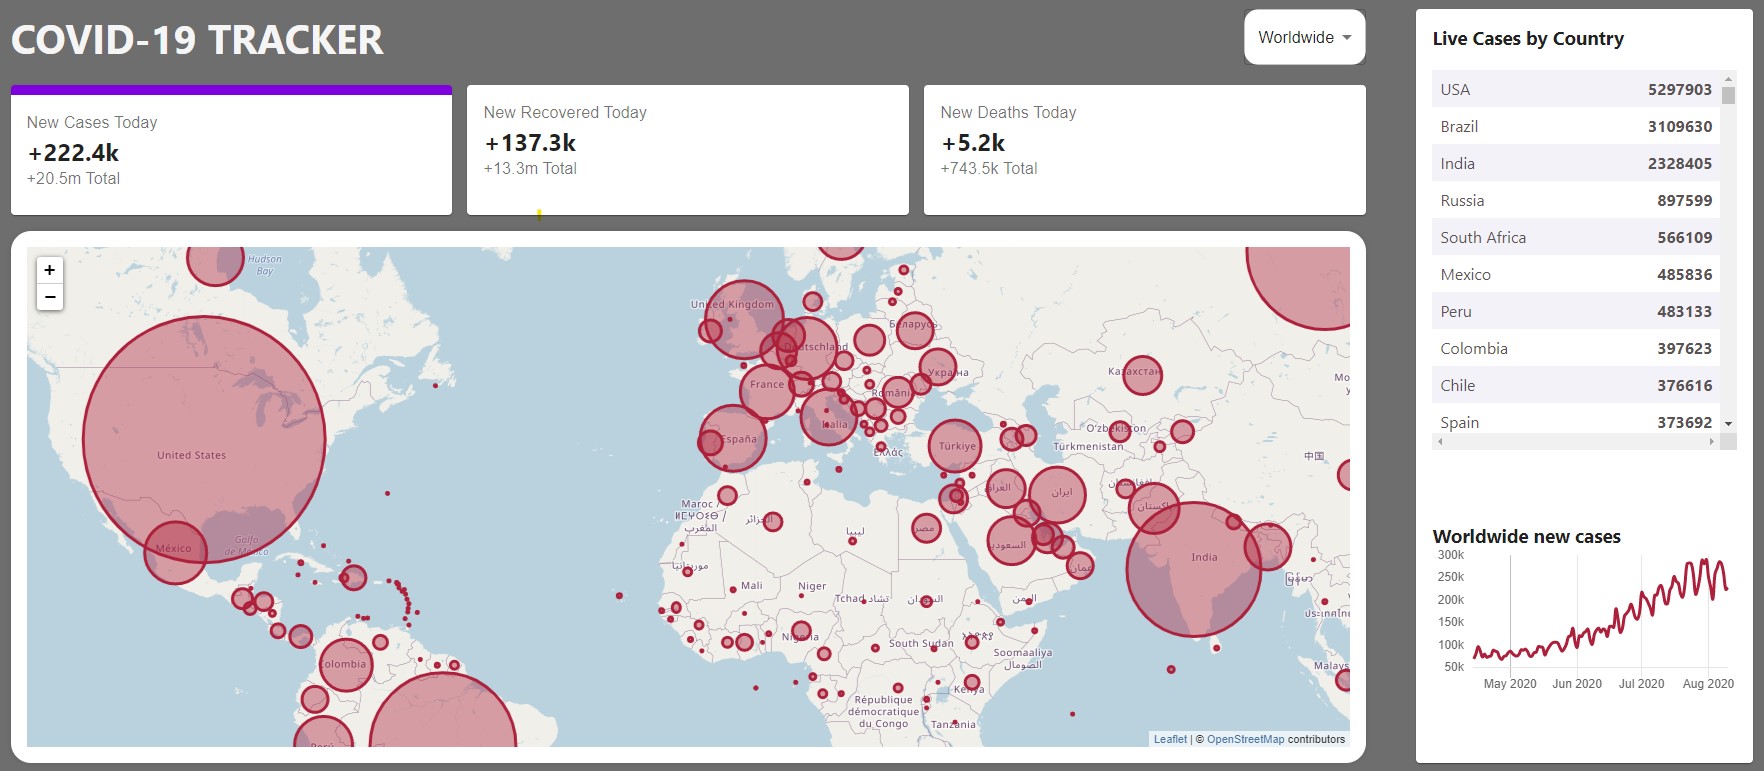 COVID-19 TRACKER
Worldwide
New Cases Today
+222.4k
+20.5m Total
New Recovered Today
+137.3k
+13.3m Total
New Deaths Today
+5.2k
+743.5k Total
+
−
Hudson
Bay
United Kingdom
Беларусь
Deutschland
France
Україна
România
Italia
España
Ελλάς
Türkiye
Қазақстан
O'zbekiston
Türkmenistan
中国
United States
México
Golfo
de México
Maroc /
ⵍⵎⵖⵔⵉⴱ /
المغرب
الجزائر
ليبيا
مصر
العراق
ایران
افغانستان
پاکستان
السعودية
عمان
India
موريتانيا
Mali
Niger
Tchad تشاد
السودان
اليمن
Nigeria
South Sudan
Soomaaliya
الصومال
Colombia
Perú
Kenya
République
démocratique
du Congo
Tanzania
Malays
Leaflet | © OpenStreetMap contributors
Live Cases by Country
USA 5297903
Brazil 3109630
India 2328405
Russia 897599
South Africa 566109
Mexico 485836
Peru 483133
Colombia 397623
Chile 376616
Spain 373692
Worldwide new cases
300k
250k
200k
150k
100k
50k
May 2020 Jun 2020 Jul 2020 Aug 2020